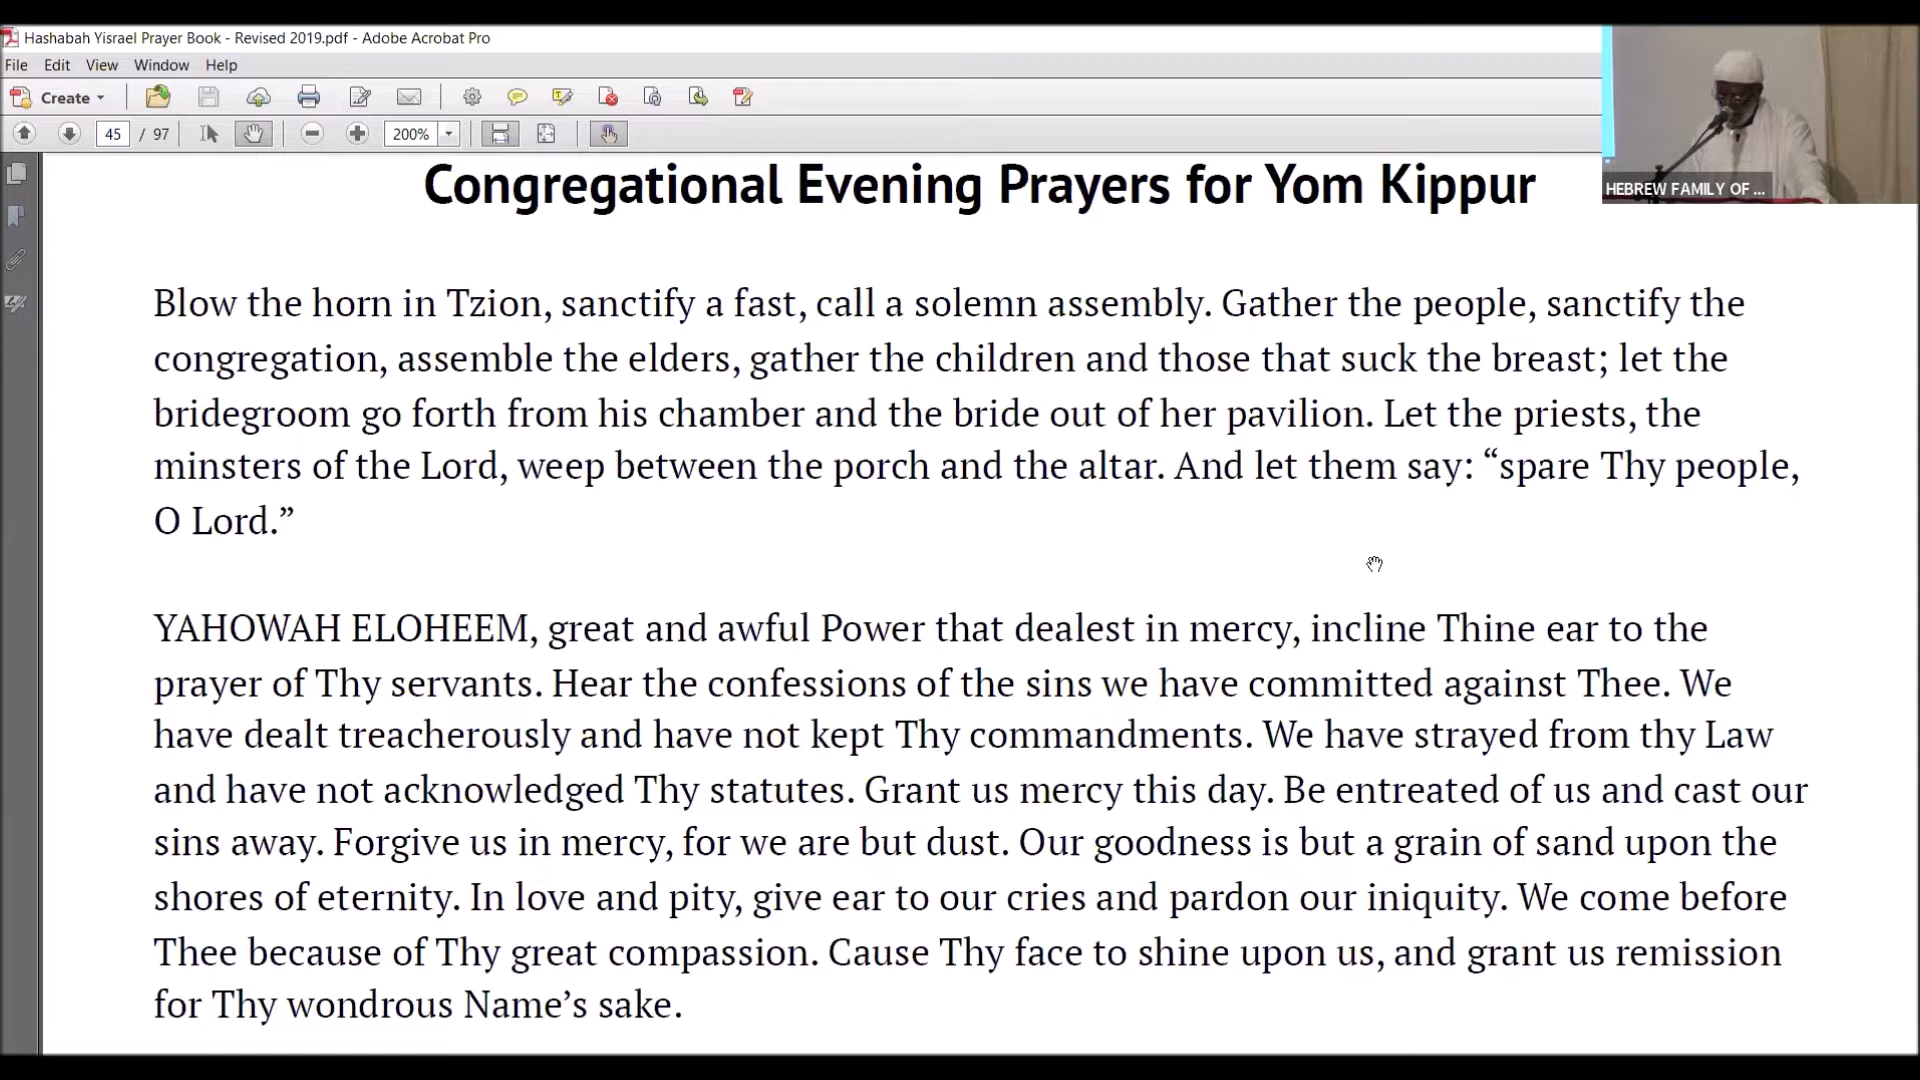 Hashabah Yisrael Prayer Book - Revised 2019.pdf - Adobe Acrobat Pro
File Edit View Window Help
Create
45 / 97 200%
HEBREW FAMILY OF ...
Congregational Evening Prayers for Yom Kippur
Blow the horn in Tzion, sanctify a fast, call a solemn assembly. Gather the people, sanctify the
congregation, assemble the elders, gather the children and those that suck the breast; let the
bridegroom go forth from his chamber and the bride out of her pavilion. Let the priests, the
minsters of the Lord, weep between the porch and the altar. And let them say: “spare Thy people,
O Lord.”
YAHOWAH ELOHEEM, great and awful Power that dealest in mercy, incline Thine ear to the
prayer of Thy servants. Hear the confessions of the sins we have committed against Thee. We
have dealt treacherously and have not kept Thy commandments. We have strayed from thy Law
and have not acknowledged Thy statutes. Grant us mercy this day. Be entreated of us and cast our
sins away. Forgive us in mercy, for we are but dust. Our goodness is but a grain of sand upon the
shores of eternity. In love and pity, give ear to our cries and pardon our iniquity. We come before
Thee because of Thy great compassion. Cause Thy face to shine upon us, and grant us remission
for Thy wondrous Name’s sake.